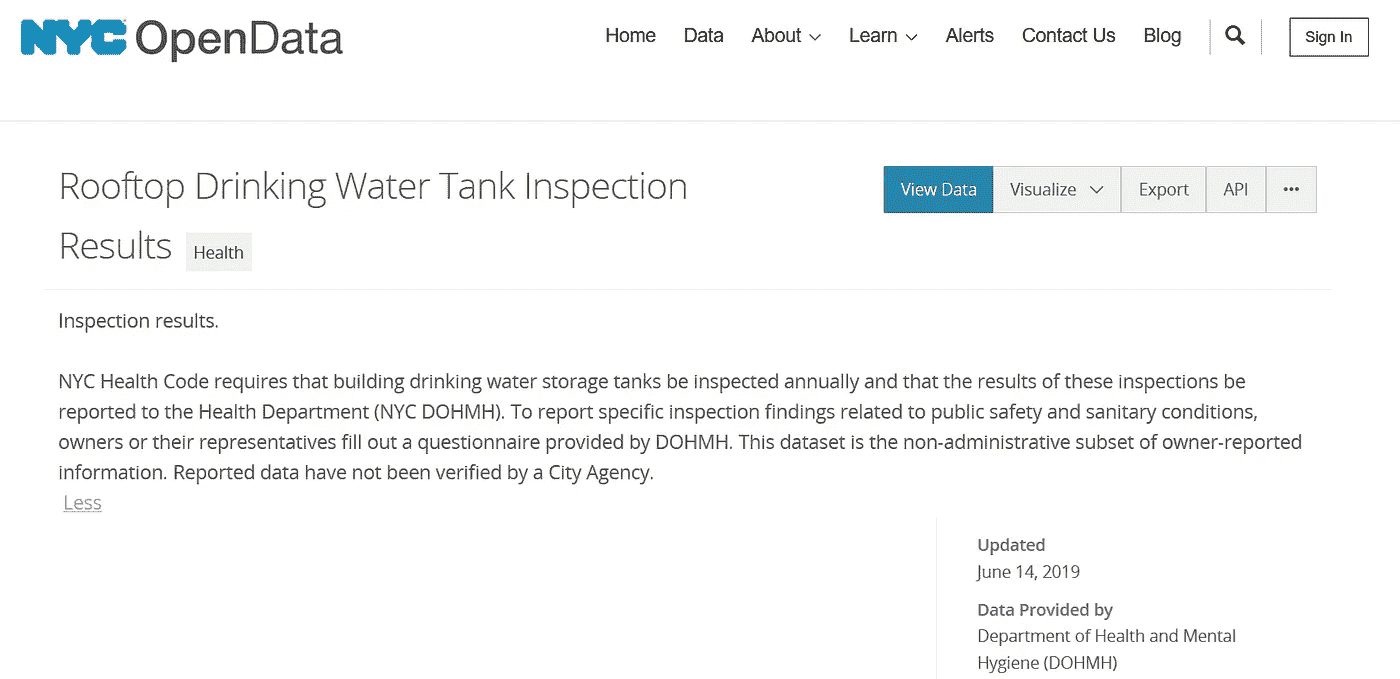 NYC OpenData
Home Data About Learn Alerts Contact Us Blog Sign In
Rooftop Drinking Water Tank Inspection
Results Health
View Data Visualize Export API ...
Inspection results.
NYC Health Code requires that building drinking water storage tanks be inspected annually and that the results of these inspections be
reported to the Health Department (NYC DOHMH). To report specific inspection findings related to public safety and sanitary conditions,
owners or their representatives fill out a questionnaire provided by DOHMH. This dataset is the non-administrative subset of owner-reported
information. Reported data have not been verified by a City Agency.
Less
Updated
June 14, 2019
Data Provided by
Department of Health and Mental
Hygiene (DOHMH)